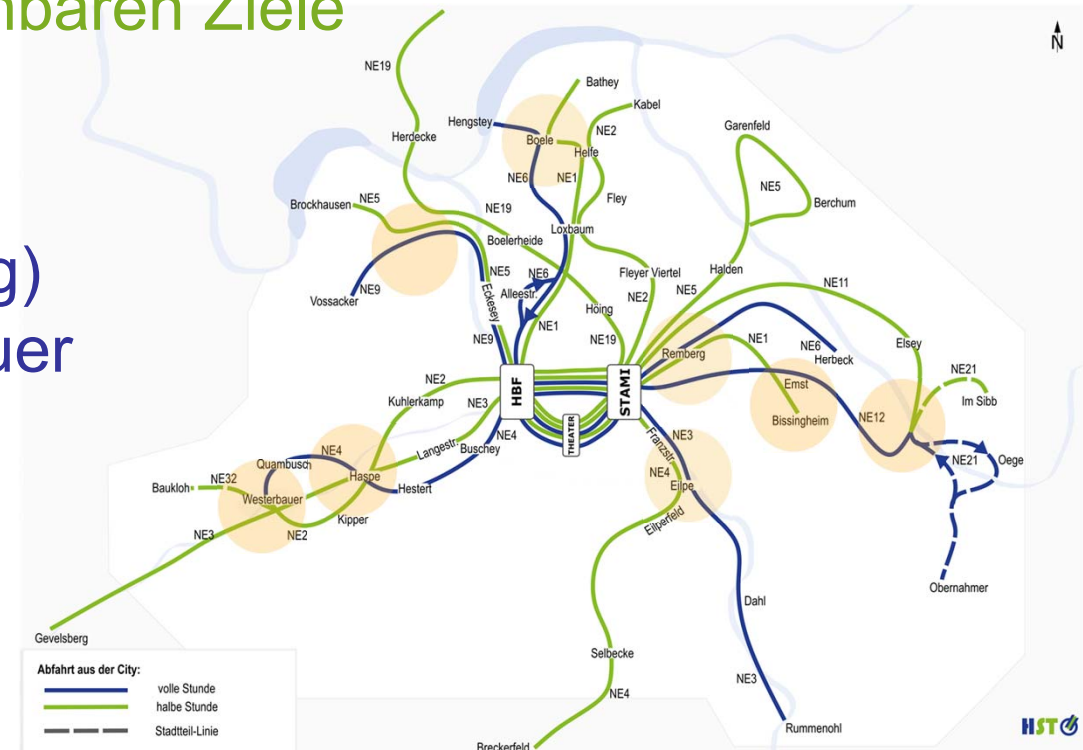 nbaren Ziele
g)
uer
N
NE19
Bathey
Kabel
Hengstey
Boele
NE2
Garenfeld
Herdecke
Helfe
NE6
NE1
NE5
Brockhausen
NE5
NE19
Fley
Berchum
Boelerheide
Loxbaum
NE5
NE6
Fleyer Viertel
Halden
NE11
Vossacker
NE9
Eckesey
Alleestr.
NE2
NE5
Höing
NE1
NE9
NE19
Remberg
NE1
NE6
Herbeck
Elsey
NE2
HBF
STAMI
Emst
NE21
Kuhlerkamp
NE3
THEATER
Bissingheim
NE12
Im Sibb
Langestr.
Buschey
NE4
Franzstr.
NE3
NE4
Quambusch
Haspe
NE4
NE21
Oege
Baukloh
NE32
Westerbauer
Hestert
Eilpe
Kipper
NE3
NE2
Eilperfeld
Obernahmer
Dahl
Gevelsberg
Selbecke
Abfahrt aus der City:
volle Stunde
NE3
halbe Stunde
NE4
Stadtteil-Linie
Rummenohl
HST
Breckerfeld